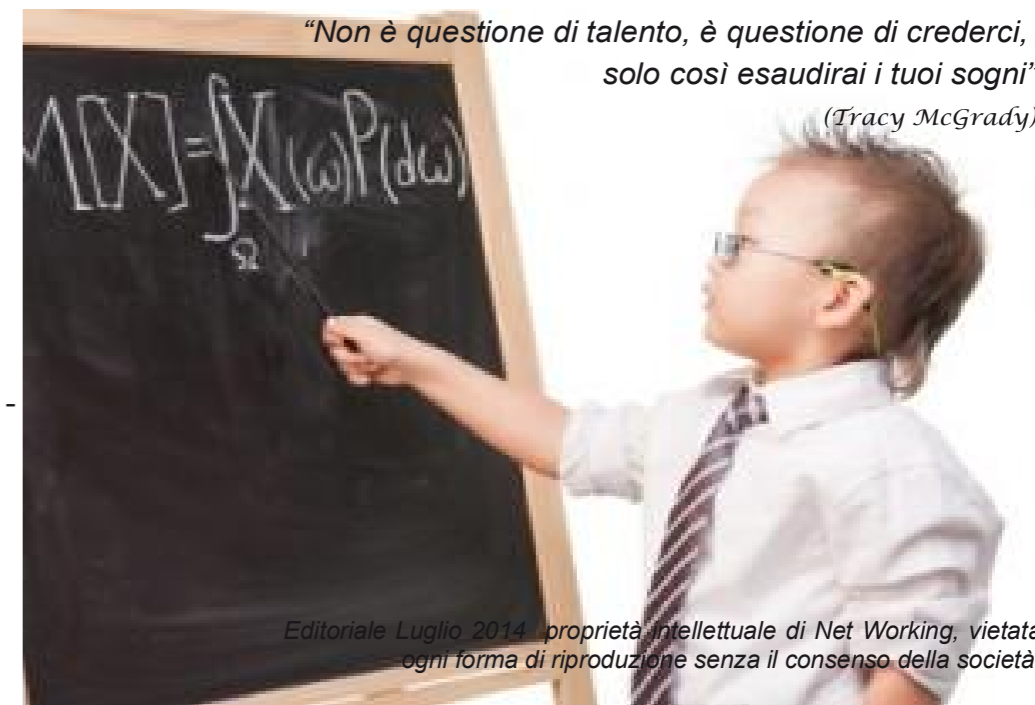 “Non è questione di talento, è questione di crederci,
solo così esaudirai i tuoi sogni”
(Tracy McGrady)
M[X]=∫X(ω)P(dω)
Ω
-
Editoriale Luglio 2014 proprietà intellettuale di Net Working, vietata
ogni forma di riproduzione senza il consenso della società